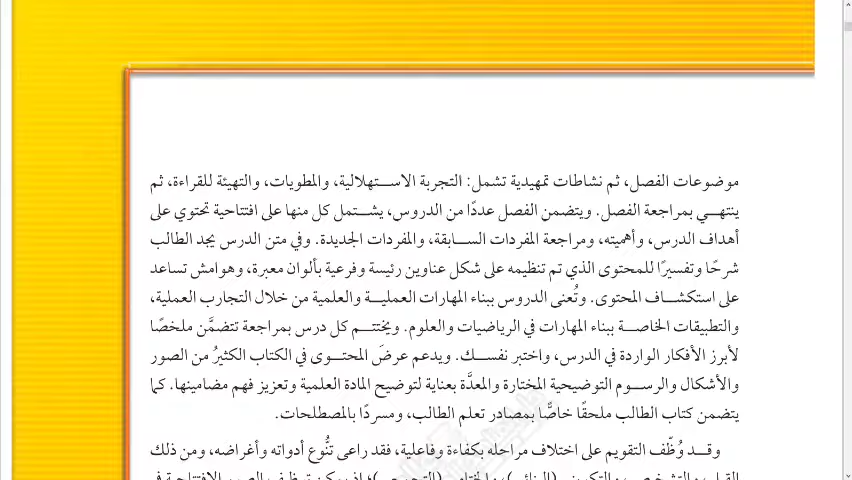 موضوعات الفصل، ثم نشاطات تمهيدية تشمل: التجربة الاستهلالية، والمطويات، والتهيئة للقراءة، ثم
ينتهي بمراجعة الفصل. ويتضمن الفصل عددًا من الدروس، يشتمل كل منها على افتتاحية تحتوي على
أهداف الدرس، وأهميته، ومراجعة المفردات السابقة، والمفردات الجديدة. وفي متن الدرس يجد الطالب
شرحًا وتفسيرًا للمحتوى الذي تم تنظيمه على شكل عناوين رئيسة وفرعية بألوان معبرة، وهوامش تساعد
على استكشاف المحتوى. وتُعنى الدروس ببناء المهارات العملية والعلمية من خلال التجارب العملية،
والتطبيقات الخاصة ببناء المهارات في الرياضيات والعلوم. ويختتم كل درس بمراجعة تتضمَّن ملخصًا
لأبرز الأفكار الواردة في الدرس، واختبر نفسك. ويدعم عرضَ المحتوى في الكتاب الكثيرُ من الصور
والأشكال والرسوم التوضيحية المختارة والمعدَّة بعناية لتوضيح المادة العلمية وتعزيز فهم مضامينها. كما
يتضمن كتاب الطالب ملحقًا خاصًّا بمصادر تعلم الطالب، ومسردًا بالمصطلحات.
وقد وُظِّف التقويم على اختلاف مراحله بكفاءة وفاعلية، فقد راعى تنُّوع أدواته وأغراضه، ومن ذلك